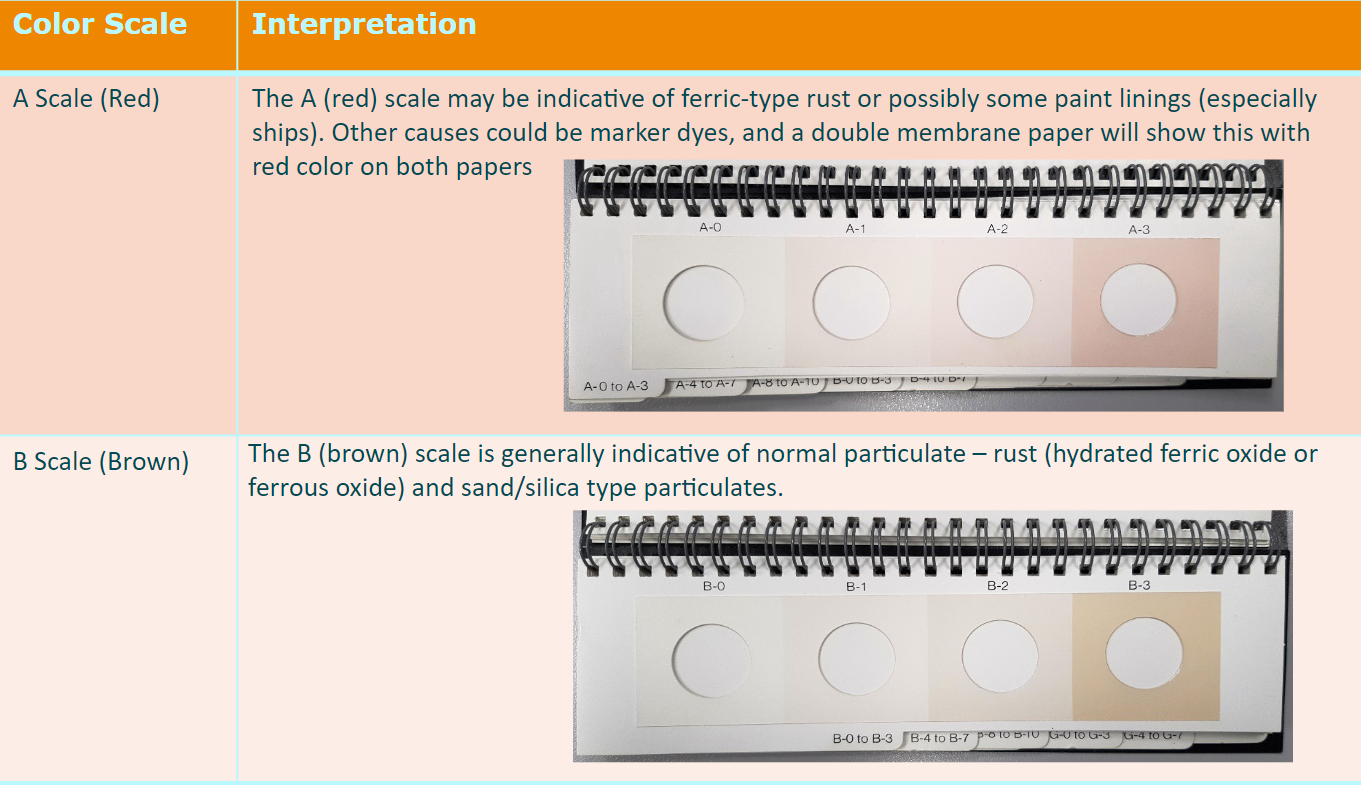 Color Scale
Interpretation
A Scale (Red)
The A (red) scale may be indicative of ferric-type rust or possibly some paint linings (especially
ships). Other causes could be marker dyes, and a double membrane paper will show this with
red color on both papers
A-0
A-1
A-2
A-3
A-0 to A-3
A-4 to A-7
A-8 to A-10
B-0 to B-3
B-4 to B-7
B Scale (Brown)
The B (brown) scale is generally indicative of normal particulate – rust (hydrated ferric oxide or
ferrous oxide) and sand/silica type particulates.
B-0
B-1
B-2
B-3
B-0 to B-3
B-4 to B-7
B-8 to B-10
G-0 to G-3
G-4 to G-7